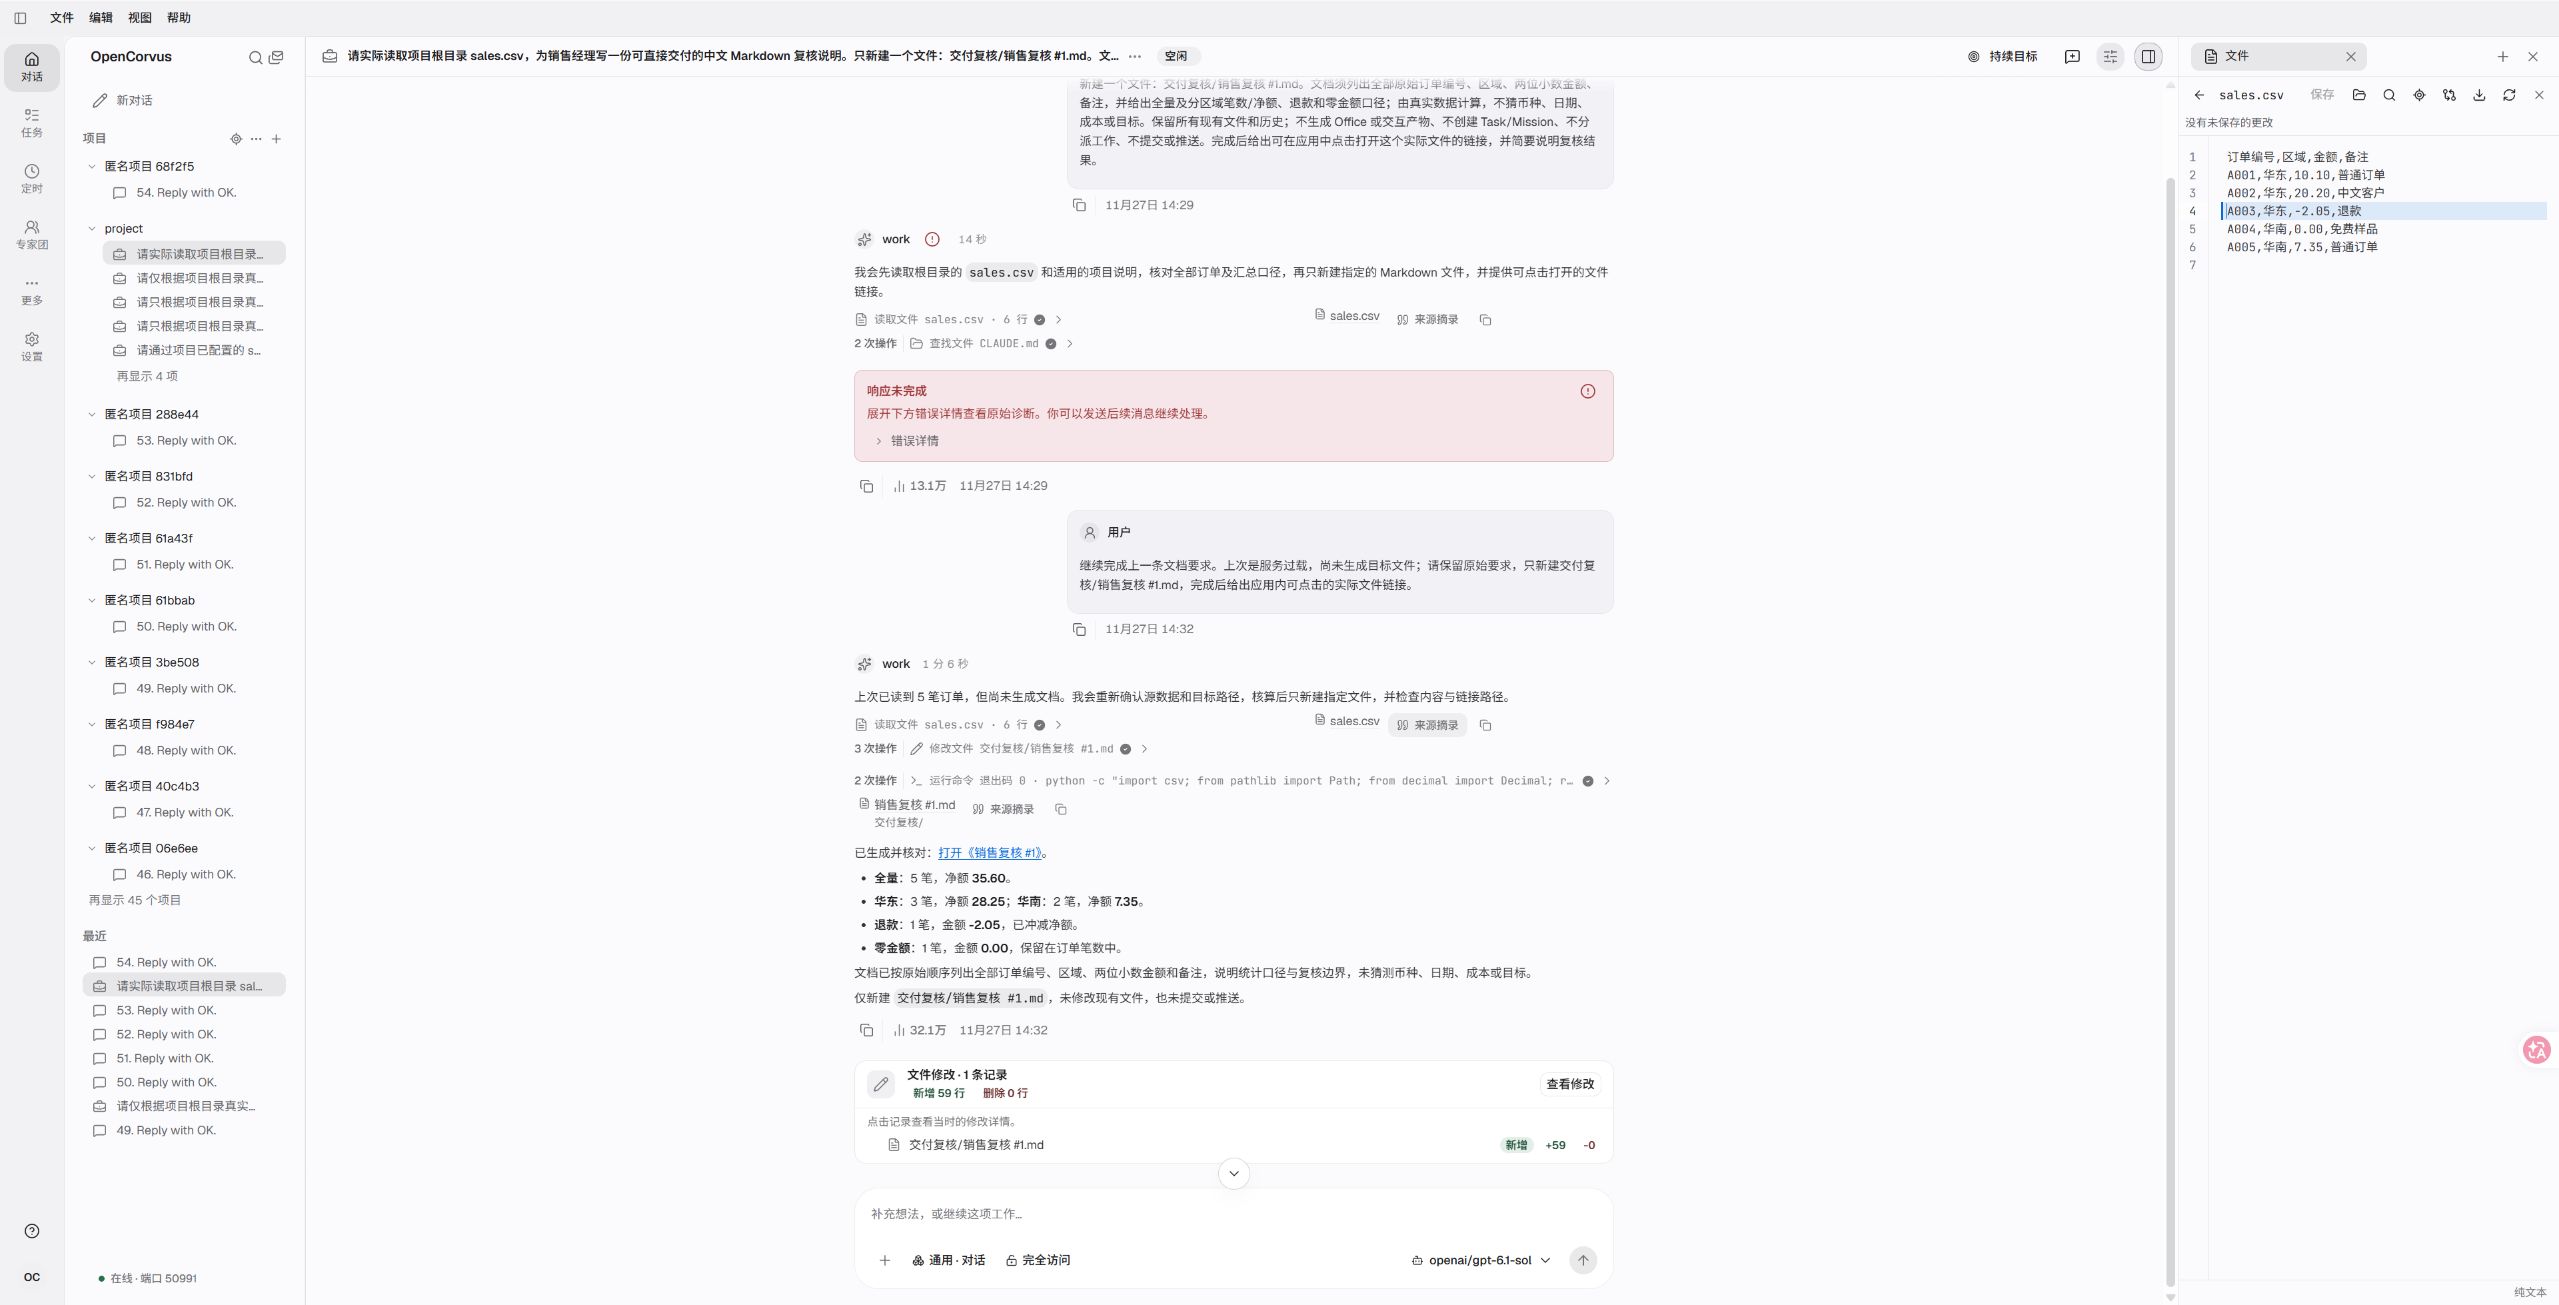 文件 编辑 视图 帮助
对话
任务
定时
专家团
更多
设置
OC
OpenCorvus
新对话
项目
匿名项目 68f2f5
54. Reply with OK.
project
请实际读取项目根目录...
请仅根据项目根目录真...
请只根据项目根目录真...
请只根据项目根目录真...
请通过项目已配置的 s...
再显示 4 项
匿名项目 288e44
53. Reply with OK.
匿名项目 831bfd
52. Reply with OK.
匿名项目 61a43f
51. Reply with OK.
匿名项目 61bbab
50. Reply with OK.
匿名项目 3be508
49. Reply with OK.
匿名项目 f984e7
48. Reply with OK.
匿名项目 40c4b3
47. Reply with OK.
匿名项目 06e6ee
46. Reply with OK.
再显示 45 个项目
最近
54. Reply with OK.
请实际读取项目根目录 sal...
53. Reply with OK.
52. Reply with OK.
51. Reply with OK.
50. Reply with OK.
请仅根据项目根目录真实...
49. Reply with OK.
在线 · 端口 50991
请实际读取项目根目录 sales.csv，为销售经理写一份可直接交付的中文 Markdown 复核说明。只新建一个文件：交付复核/销售复核 #1.md。文... ... 空闲
持续目标
新建一个文件：交付复核/销售复核 #1.md。文档须列出全部原始订单编号、区域、两位小数金额、
备注，并给出全量及分区域笔数/净额、退款和零金额口径；由真实数据计算，不猜币种、日期、
成本或目标。保留所有现有文件和历史；不生成 Office 或交互产物、不创建 Task/Mission、不分
派工作、不提交或推送。完成后给出可在应用中点击打开这个实际文件的链接，并简要说明复核结
果。
11月27日 14:29
work 14 秒
我会先读取根目录的 sales.csv 和适用的项目说明，核对全部订单及汇总口径，再只新建指定的 Markdown 文件，并提供可点击打开的文件
链接。
读取文件 sales.csv · 6 行 sales.csv 来源摘录
2 次操作 查找文件 CLAUDE.md
响应未完成
展开下方错误详情查看原始诊断。你可以发送后续消息继续处理。
错误详情
13.1万 11月27日 14:29
用户
继续完成上一条文档要求。上次是服务过载，尚未生成目标文件；请保留原始要求，只新建交付复
核/销售复核 #1.md，完成后给出应用内可点击的实际文件链接。
11月27日 14:32
work 1 分 6 秒
上次已读到 5 笔订单，但尚未生成文档。我会重新确认源数据和目标路径，核算后只新建指定文件，并检查内容与链接路径。
读取文件 sales.csv · 6 行 sales.csv 来源摘录
3 次操作 修改文件 交付复核/销售复核 #1.md
2 次操作 运行命令 退出码 0 · python -c "import csv; from pathlib import Path; from decimal import Decimal; r...
销售复核 #1.md 来源摘录
交付复核/
已生成并核对：打开《销售复核 #1》。
• 全量：5 笔，净额 35.60。
• 华东：3 笔，净额 28.25；华南：2 笔，净额 7.35。
• 退款：1 笔，金额 -2.05，已冲减净额。
• 零金额：1 笔，金额 0.00，保留在订单笔数中。
文档已按原始顺序列出全部订单编号、区域、两位小数金额和备注，说明统计口径与复核边界，未猜测币种、日期、成本或目标。
仅新建 交付复核/销售复核 #1.md，未修改现有文件，也未提交或推送。
32.1万 11月27日 14:32
文件修改 · 1 条记录
新增 59 行 删除 0 行
查看修改
点击记录查看当时的修改详情。
交付复核/销售复核 #1.md 新增 +59 -0
补充想法，或继续这项工作...
通用 · 对话 完全访问 openai/gpt-6.1-sol
文件
sales.csv 保存
没有未保存的更改
1 订单编号,区域,金额,备注
2 A001,华东,10.10,普通订单
3 A002,华东,20.20,中文客户
4 A003,华东,-2.05,退款
5 A004,华南,0.00,免费样品
6 A005,华南,7.35,普通订单
7
纯文本